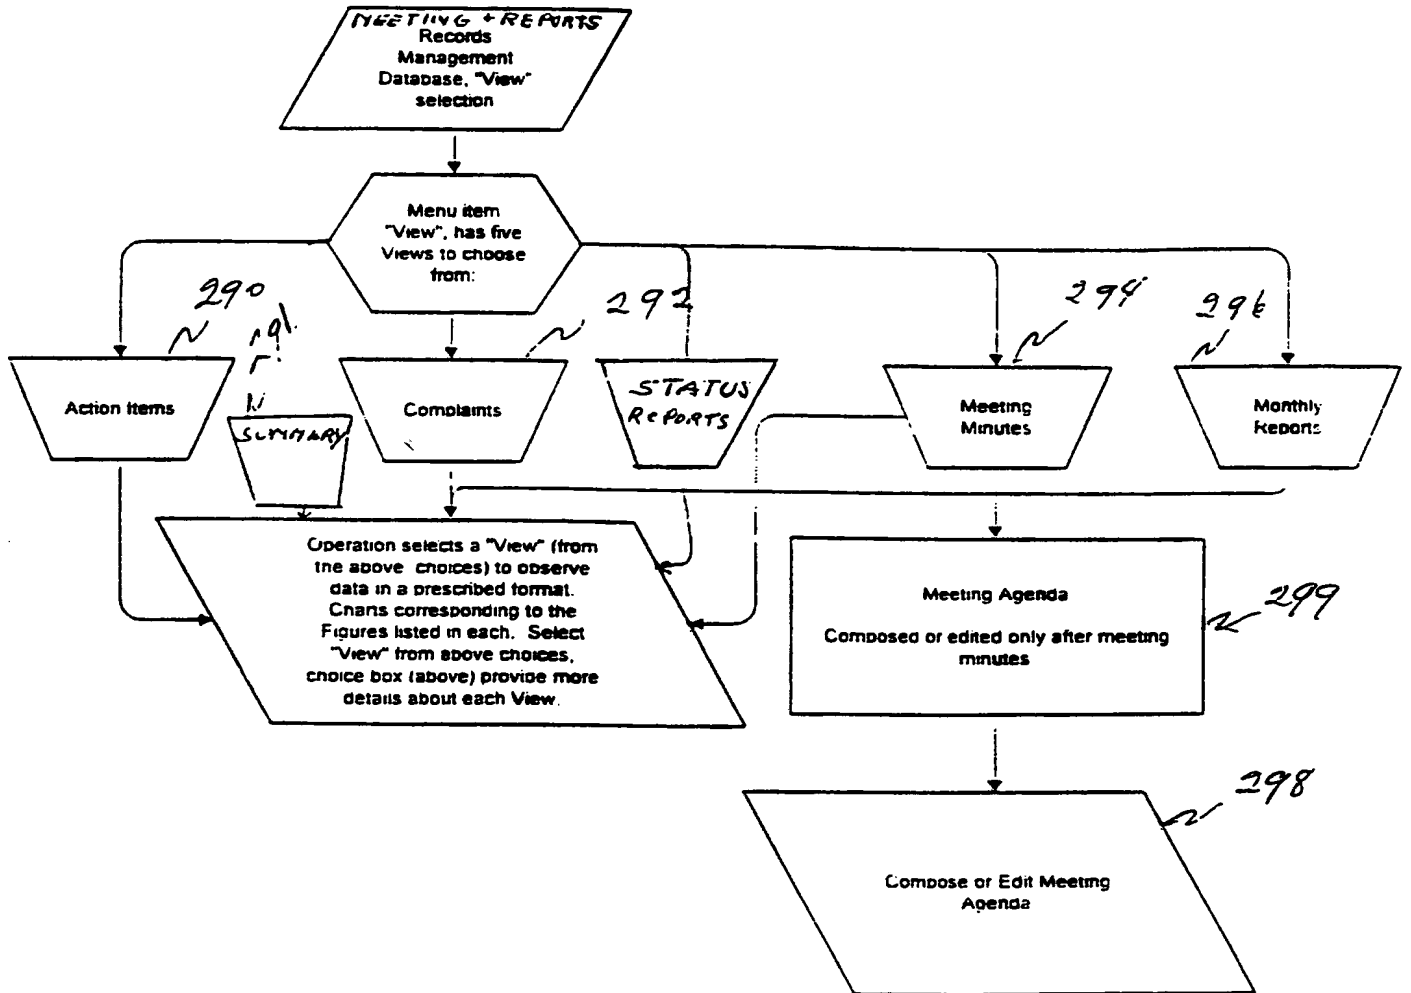 MEETING + REPORTS
Records
Management
Database, "View"
selection
Menu item
"View", has five
Views to choose
from:
290
292
294
296
Action Items
SUMMARY
Complaints
STATUS
REPORTS
Meeting
Minutes
Monthly
Reports
Operation selects a "View" (from
the above choices) to observe
data in a prescribed format.
Charts corresponding to the
Figures listed in each. Select
"View" from above choices,
choice box (above) provide more
details about each View.
Meeting Agenda
Composed or edited only after meeting
minutes
299
298
Compose or Edit Meeting
Agenda